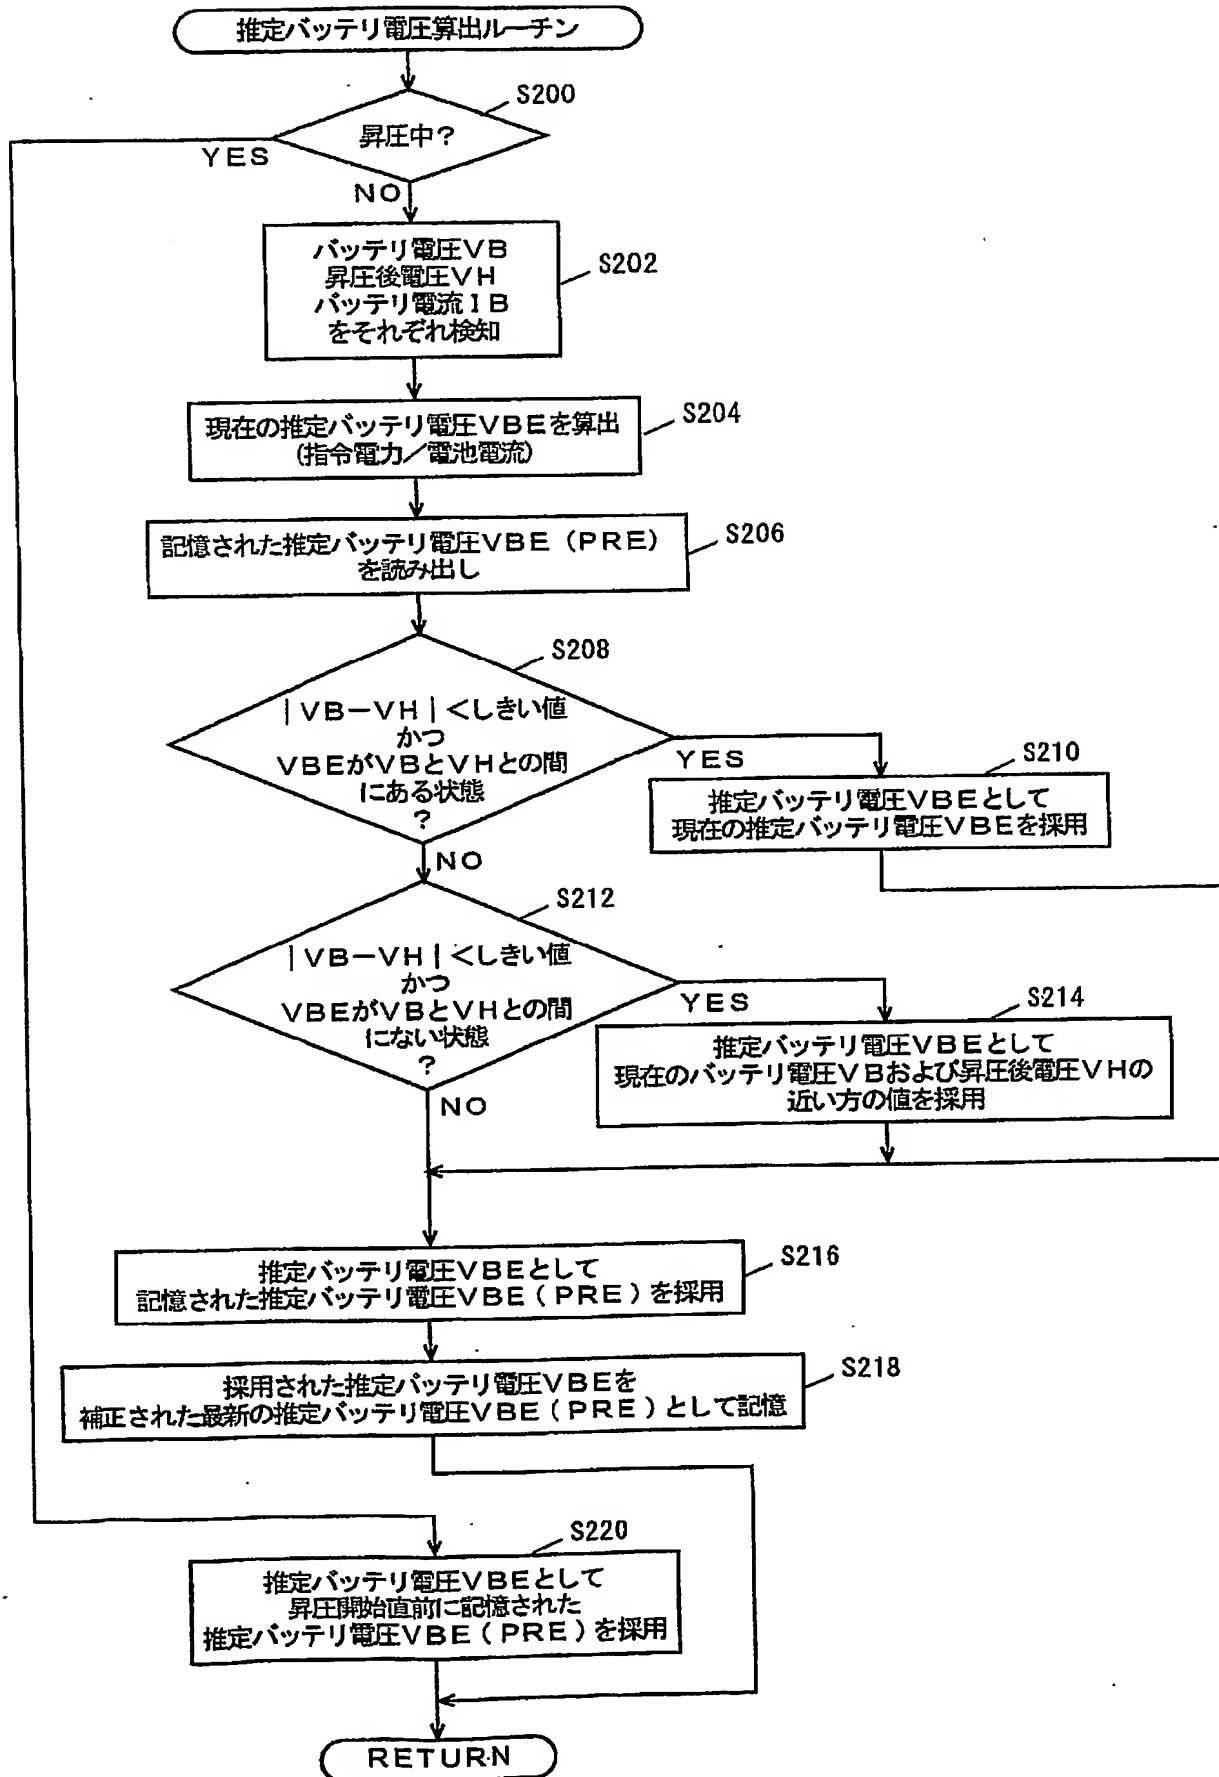 推定バッテリ電圧算出ルーチン
S200
昇圧中?
YES
NO
バッテリ電圧VB
昇圧後電圧VH
バッテリ電流IB
をそれぞれ検知
S202
現在の推定バッテリ電圧VBEを算出
(指令電力/電池電流)
S204
記憶された推定バッテリ電圧VBE(PRE)
を読み出し
S206
S208
|VB-VH|<しきい値
かつ
VBEがVBとVHとの間
にある状態
?
YES
NO
S210
推定バッテリ電圧VBEとして
現在の推定バッテリ電圧VBEを採用
S212
|VB-VH|<しきい値
かつ
VBEがVBとVHとの間
にない状態
?
YES
NO
S214
推定バッテリ電圧VBEとして
現在のバッテリ電圧VBおよび昇圧後電圧VHの
近い方の値を採用
S216
推定バッテリ電圧VBEとして
記憶された推定バッテリ電圧VBE(PRE)を採用
S218
採用された推定バッテリ電圧VBEを
補正された最新の推定バッテリ電圧VBE(PRE)として記憶
S220
推定バッテリ電圧VBEとして
昇圧開始直前に記憶された
推定バッテリ電圧VBE(PRE)を採用
RETURN